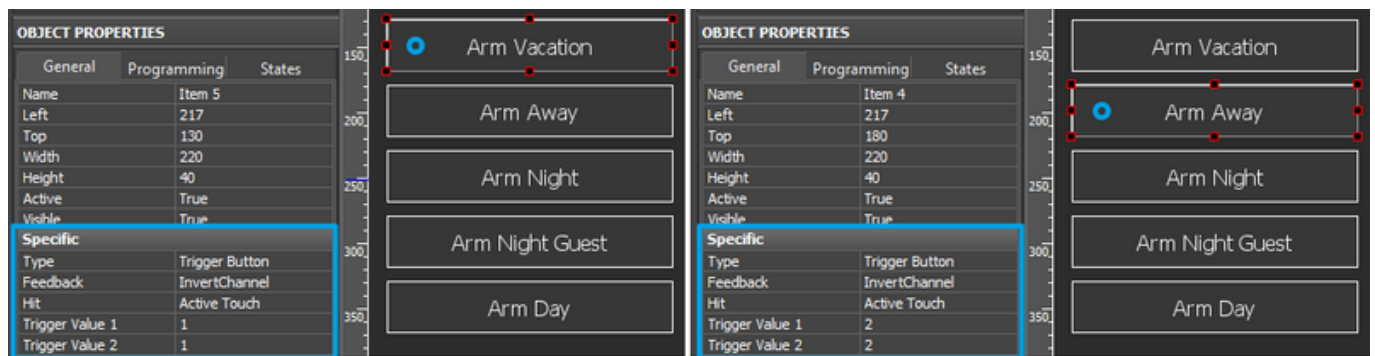 OBJECT PROPERTIES
General Programming States
Name Item 5
Left 217
Top 130
Width 220
Height 40
Active True
Visible True
Specific
Type Trigger Button
Feedback InvertChannel
Hit Active Touch
Trigger Value 1 1
Trigger Value 2 1
150
200
250
300
350
Arm Vacation
Arm Away
Arm Night
Arm Night Guest
Arm Day
OBJECT PROPERTIES
General Programming States
Name Item 4
Left 217
Top 180
Width 220
Height 40
Active True
Visible True
Specific
Type Trigger Button
Feedback InvertChannel
Hit Active Touch
Trigger Value 1 2
Trigger Value 2 2
150
200
250
300
350
Arm Vacation
Arm Away
Arm Night
Arm Night Guest
Arm Day